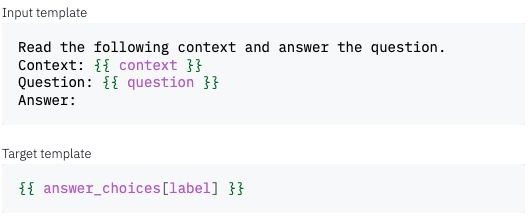 Input template
Read the following context and answer the question.
Context: {{ context }}
Question: {{ question }}
Answer:
Target template
{{ answer_choices[label] }}